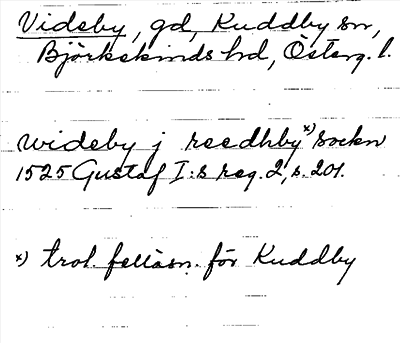 Videby, gd, Kuddby sn,
Björkekinds hd, Österg. l.
wideby j reedhby x) sockn
1525 Gustaf I:s reg. 2, s. 201.
x) trol. felläsn. för Kuddby